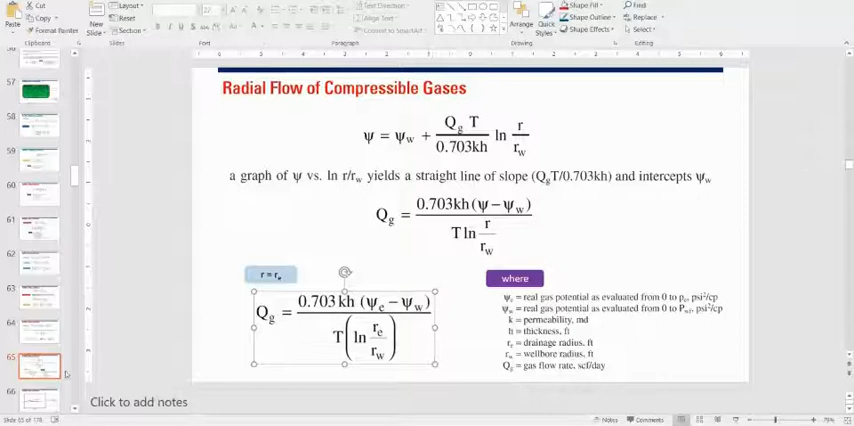 Cut
Copy
Format Painter
Paste
Clipboard
New
Slide
Layout
Reset
Section
Slides
Font
Text Direction
Align Text
Convert to SmartArt
Paragraph
Arrange
Quick
Styles
Shape Fill
Shape Outline
Shape Effects
Drawing
Find
Replace
Select
Editing
57
58
59
60
61
62
63
64
65
66
Radial Flow of Compressible Gases
ψ = ψw + Qg T / 0.703kh ln r / rw
a graph of ψ vs. ln r/rw yields a straight line of slope (QgT/0.703kh) and intercepts ψw
Qg = 0.703kh (ψ − ψw) / T ln r / rw
r = re
where
Qg = 0.703 kh (ψe − ψw) / T ( ln re / rw )
ψe = real gas potential as evaluated from 0 to pe, psi²/cp
ψw = real gas potential as evaluated from 0 to Pwf, psi²/cp
k = permeability, md
h = thickness, ft
re = drainage radius, ft
rw = wellbore radius, ft
Qg = gas flow rate, scf/day
Click to add notes
Notes
Comments